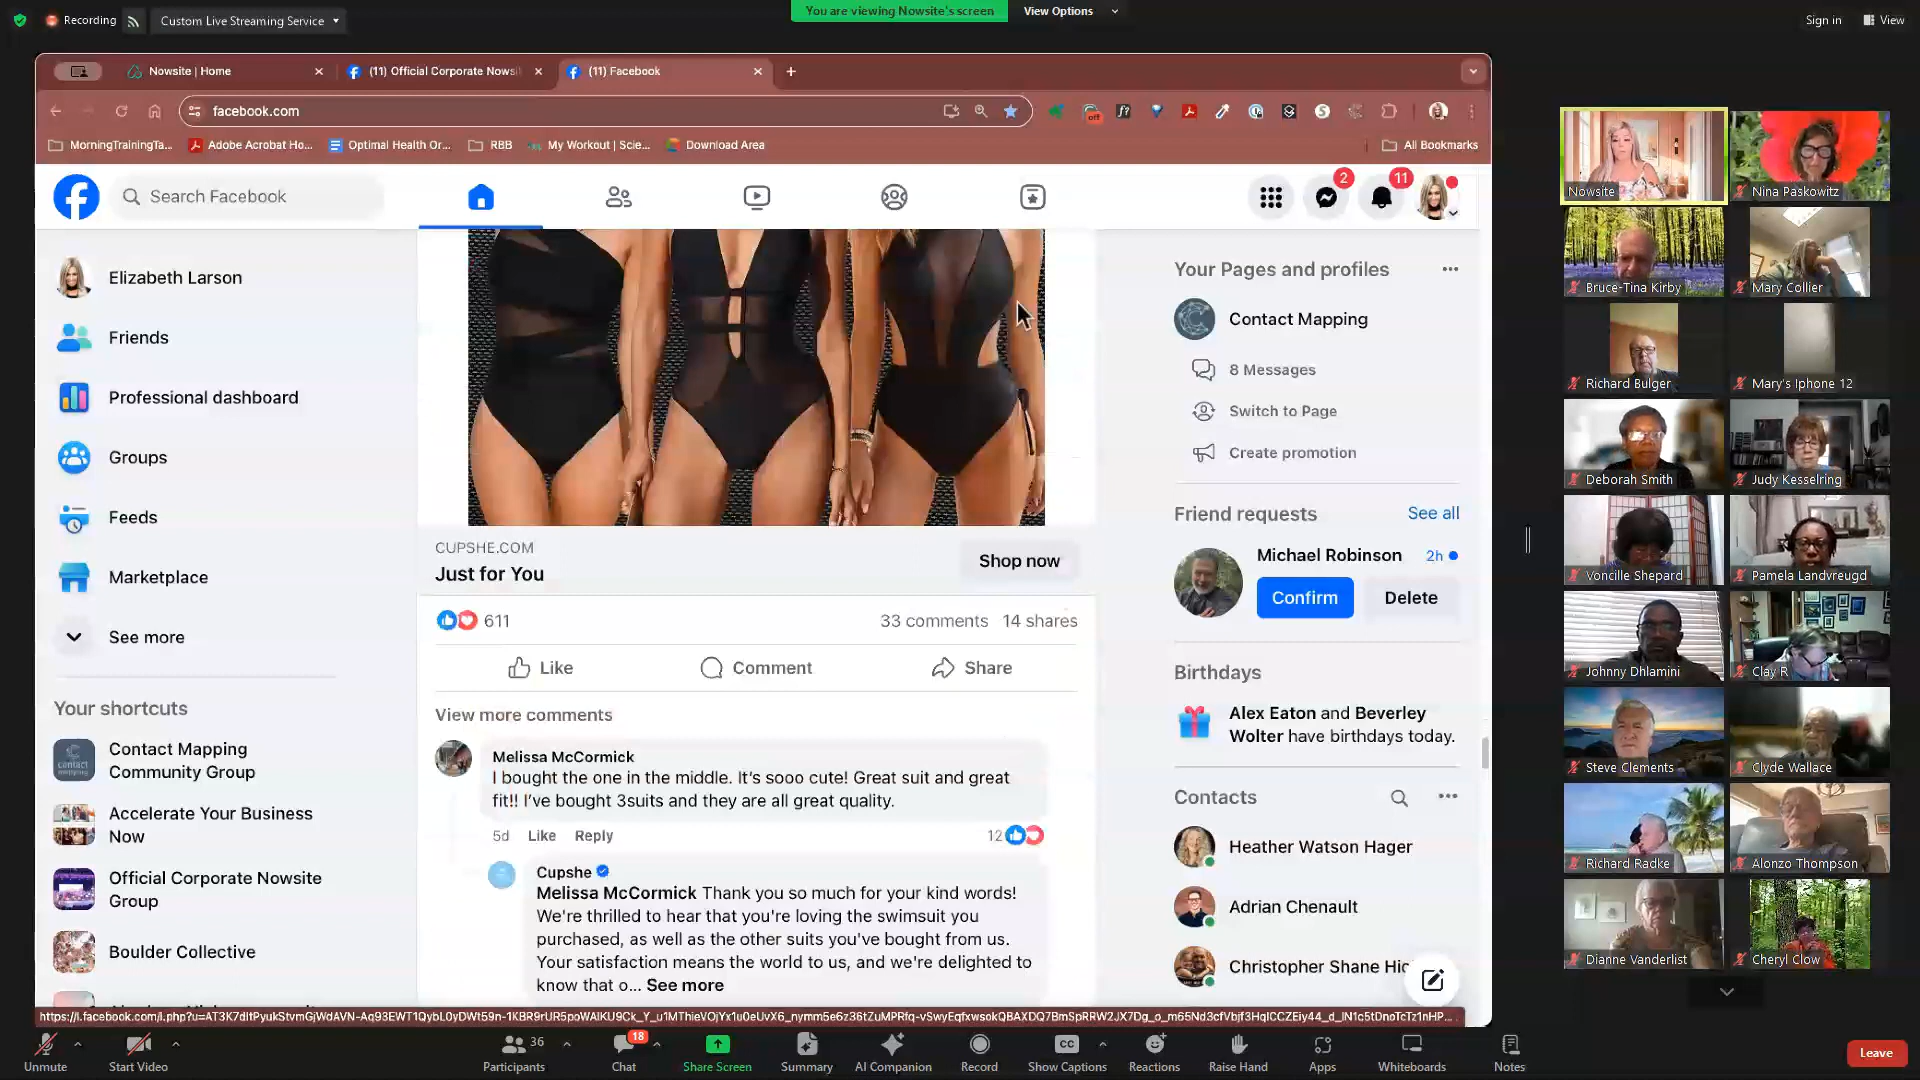 Recording
Custom Live Streaming Service
You are viewing Nowsite's screen
View Options
Sign in
View
Nowsite | Home
(11) Official Corporate Nowsi
(11) Facebook
facebook.com
off
f?
MorningTrainingTa...
Adobe Acrobat Ho...
Optimal Health Or...
RBB
My Workout | Scie...
Download Area
All Bookmarks
Search Facebook
2
11
Elizabeth Larson
Friends
Professional dashboard
Groups
Feeds
Marketplace
See more
Your shortcuts
Contact Mapping
Community Group
Accelerate Your Business
Now
Official Corporate Nowsite
Group
Boulder Collective
CUPSHE.COM
Just for You
Shop now
611
33 comments
14 shares
Like
Comment
Share
View more comments
Melissa McCormick
I bought the one in the middle. It's sooo cute! Great suit and great
fit!! I've bought 3suits and they are all great quality.
5d
Like
Reply
12
Cupshe
Melissa McCormick Thank you so much for your kind words!
We're thrilled to hear that you're loving the swimsuit you
purchased, as well as the other suits you've bought from us.
Your satisfaction means the world to us, and we're delighted to
know that o... See more
Your Pages and profiles
Contact Mapping
8 Messages
Switch to Page
Create promotion
Friend requests
See all
Michael Robinson
2h
Confirm
Delete
Birthdays
Alex Eaton and Beverley
Wolter have birthdays today.
Contacts
Heather Watson Hager
Adrian Chenault
Christopher Shane Hic
Nowsite
Nina Paskowitz
Bruce-Tina Kirby
Mary Collier
Richard Bulger
Mary's Iphone 12
Deborah Smith
Judy Kesselring
Voncille Shepard
Pamela Landvreugd
Johnny Dhlamini
Clay R
Steve Clements
Clyde Wallace
Richard Radke
Alonzo Thompson
Dianne Vanderlist
Cheryl Clow
Unmute
Start Video
Participants
36
Chat
18
Share Screen
Summary
AI Companion
Record
CC
Show Captions
Reactions
Raise Hand
Apps
Whiteboards
Notes
Leave